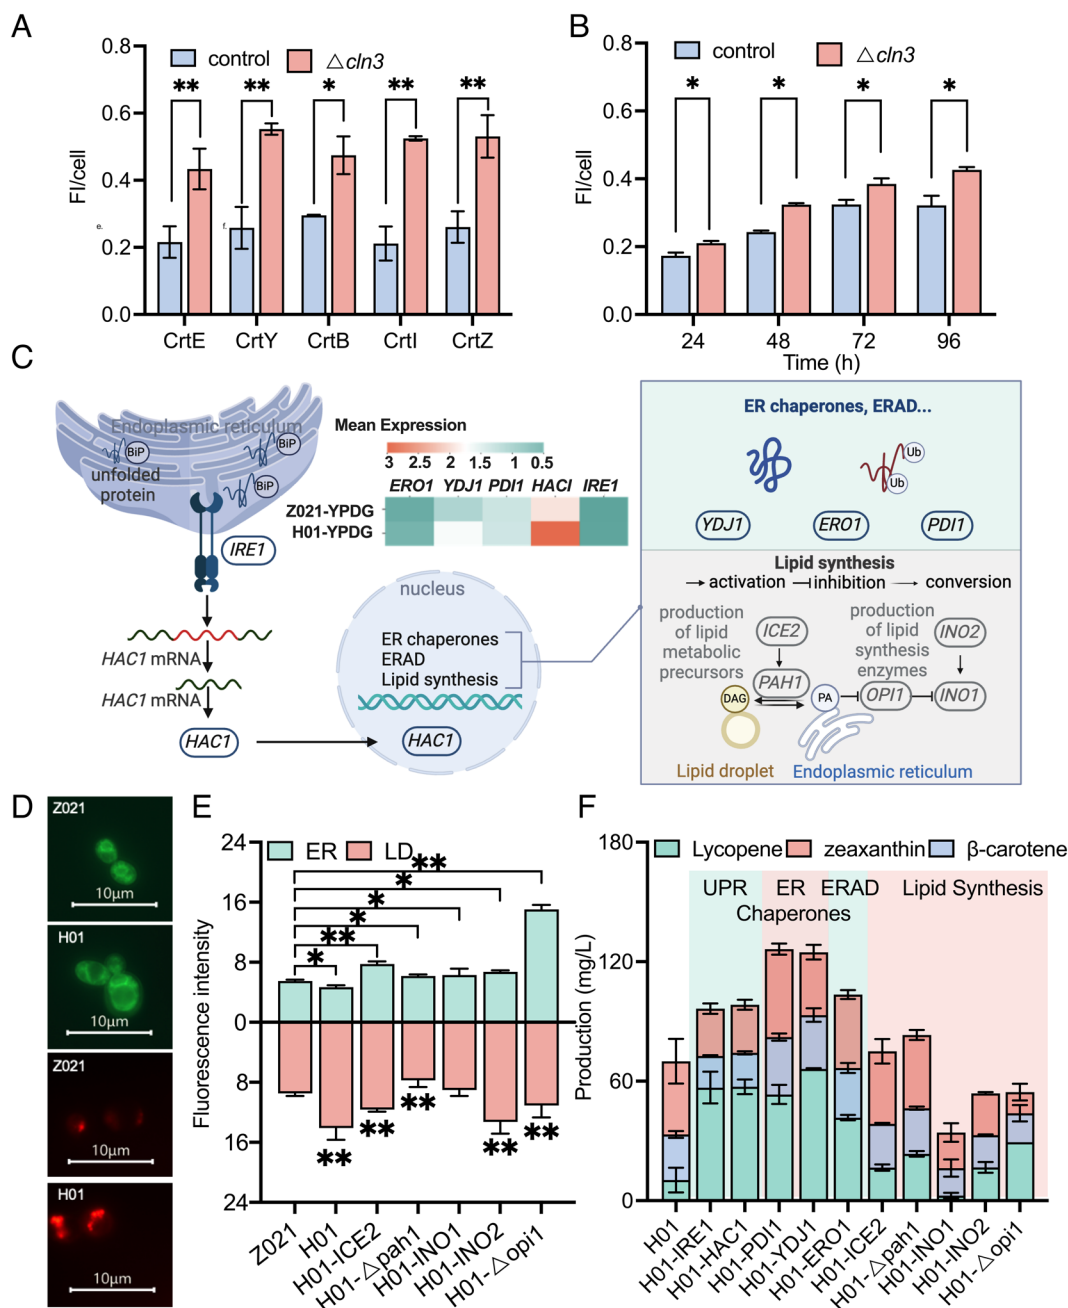 A
0.8
0.6
0.4
0.2
0.0
FI/cell
control
△cln3
** ** * ** **
e.
f.
CrtE CrtY CrtB CrtI CrtZ
B
0.8
0.6
0.4
0.2
0.0
FI/cell
control
△cln3
* * * *
24 48 72 96
Time (h)
C
Endoplasmic reticulum
BiP
BiP
BiP
unfolded
protein
IRE1
HAC1 mRNA
HAC1 mRNA
HAC1
Mean Expression
3 2.5 2 1.5 1 0.5
ERO1 YDJ1 PDI1 HACI IRE1
Z021-YPDG
H01-YPDG
nucleus
ER chaperones
ERAD
Lipid synthesis
HAC1
ER chaperones, ERAD...
Ub
Ub
YDJ1 ERO1 PDI1
Lipid synthesis
activation inhibition conversion
production
of lipid
metabolic
precursors
ICE2
PAH1
production
of lipid
synthesis
enzymes
INO2
DAG
PA
OPI1
INO1
Lipid droplet
Endoplasmic reticulum
D
Z021
10μm
H01
10μm
Z021
10μm
H01
10μm
E
24
16
8
0
8
16
24
Fluorescence intensity
ER
LD
**
*
*
*
**
*
** ** ** ** **
Z021
H01
H01-ICE2
H01-△pah1
H01-INO1
H01-INO2
H01-△opi1
F
180
120
60
0
Production (mg/L)
Lycopene zeaxanthin β-carotene
UPR ER ERAD Lipid Synthesis
Chaperones
H01
H01-IRE1
H01-HAC1
H01-PDI1
H01-YDJ1
H01-ERO1
H01-ICE2
H01-△pah1
H01-INO1
H01-INO2
H01-△opi1